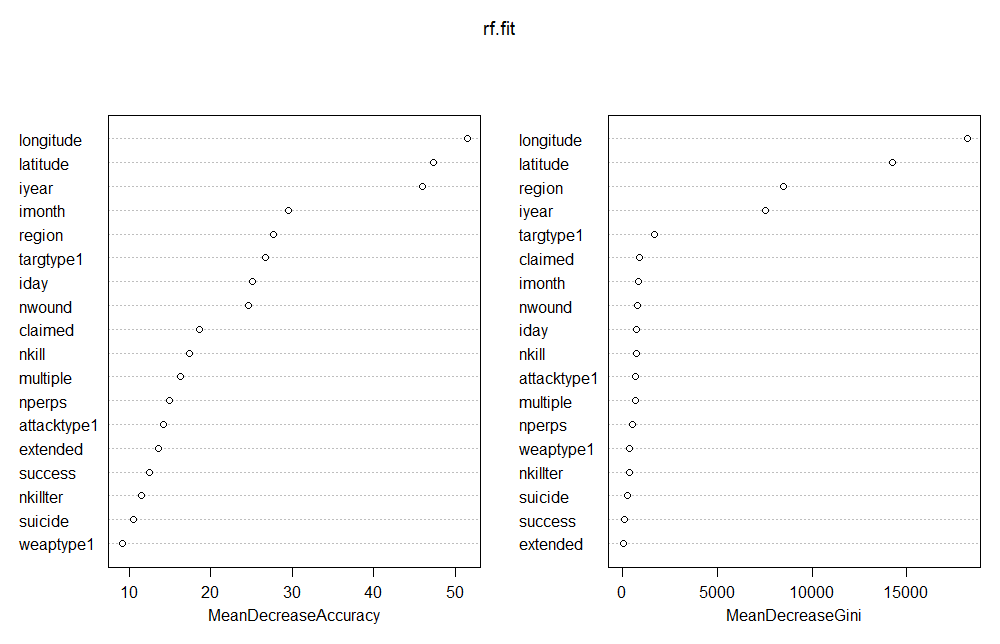 rf.fit
longitude
latitude
iyear
imonth
region
targtype1
iday
nwound
claimed
nkill
multiple
nperps
attacktype1
extended
success
nkillter
suicide
weaptype1
10 20 30 40 50
MeanDecreaseAccuracy
longitude
latitude
region
iyear
targtype1
claimed
imonth
nwound
iday
nkill
attacktype1
multiple
nperps
weaptype1
nkillter
suicide
success
extended
0 5000 10000 15000
MeanDecreaseGini